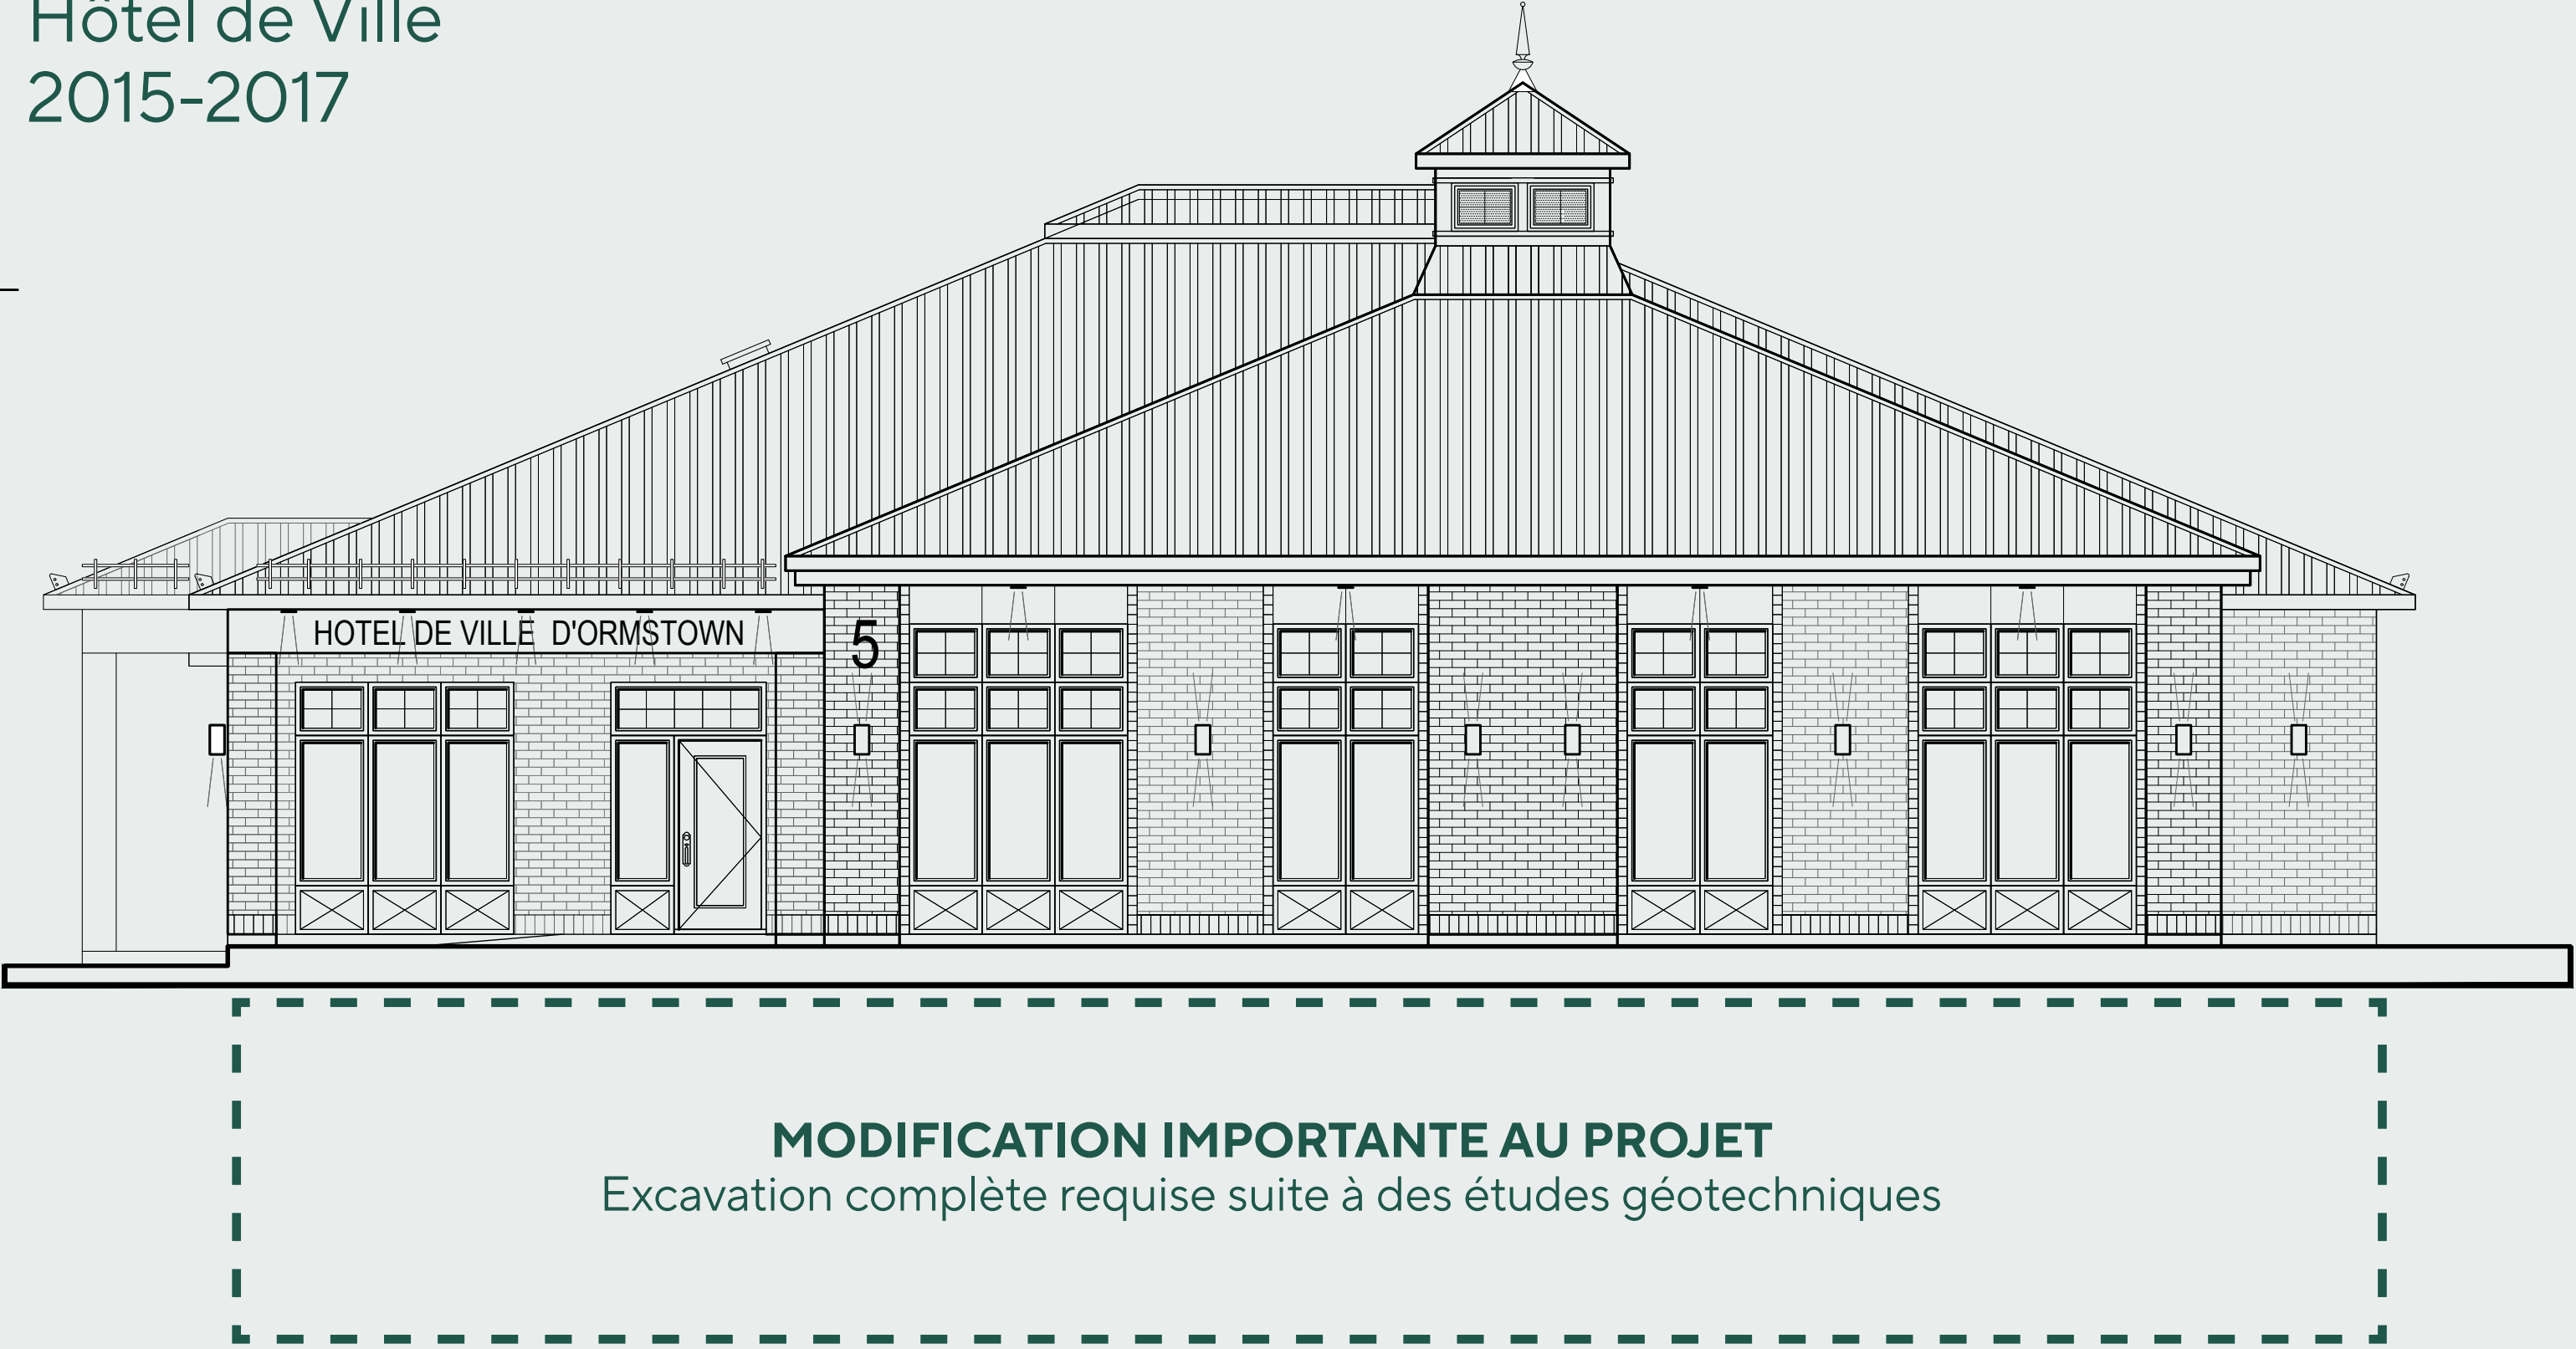 Hôtel de Ville
2015-2017
HOTEL DE VILLE D'ORMSTOWN
5
MODIFICATION IMPORTANTE AU PROJET
Excavation complète requise suite à des études géotechniques